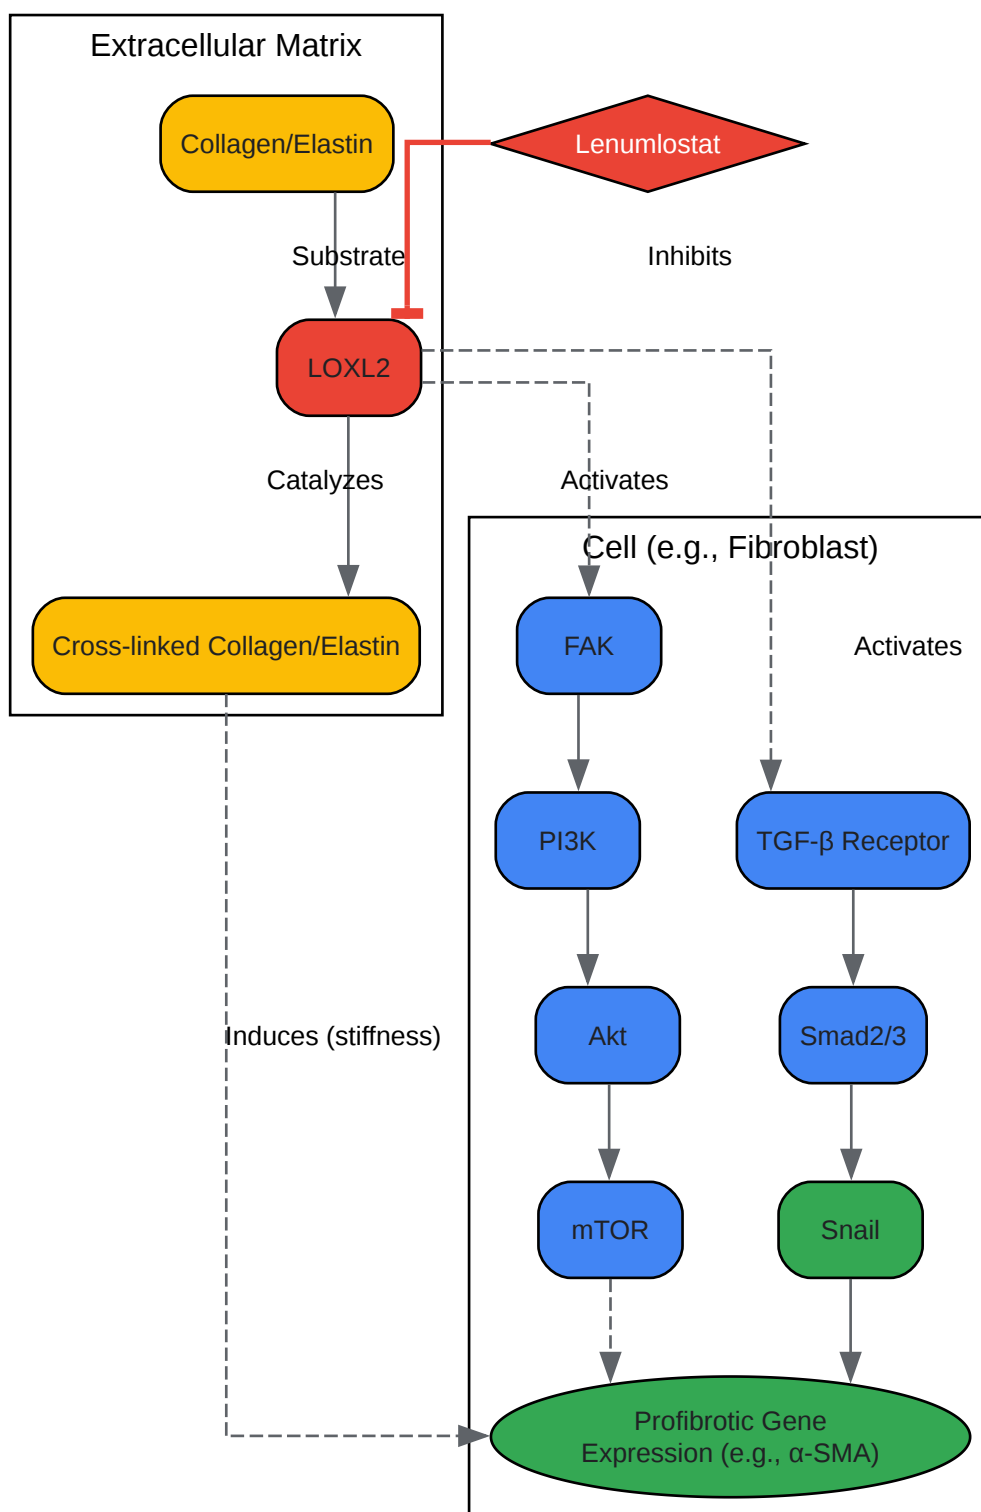 Extracellular Matrix
Collagen/Elastin
Lenumlostat
Substrate
Inhibits
LOXL2
Catalyzes
Activates
Cell (e.g., Fibroblast)
Cross-linked Collagen/Elastin
FAK
Activates
PI3K
TGF-β Receptor
Induces (stiffness)
Akt
Smad2/3
mTOR
Snail
Profibrotic Gene
Expression (e.g., α-SMA)